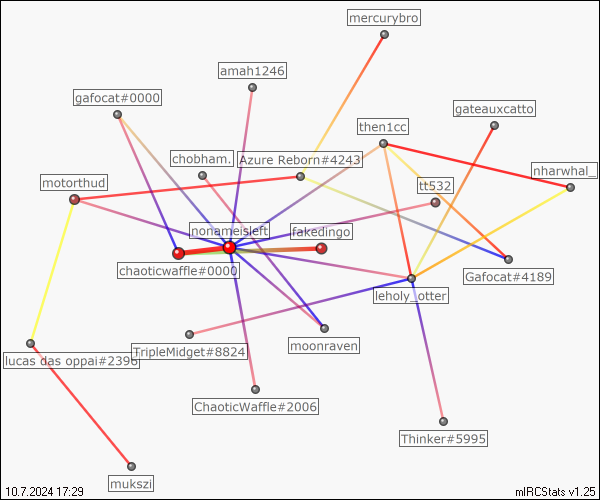 mercurybro
amah1246
gafocat#0000
gateauxcatto
then1cc
chobham.
Azure Reborn#4243
nharwhal_
motorthud
tt532
nonameisleft
fakedingo
chaoticwaffle#0000
Gafocat#4189
leholy_otter
moonraven
TripleMidget#8824
lucas das oppai#2396
ChaoticWaffle#2006
Thinker#5995
mukszi
10.7.2024 17:29
mIRCStats v1.25